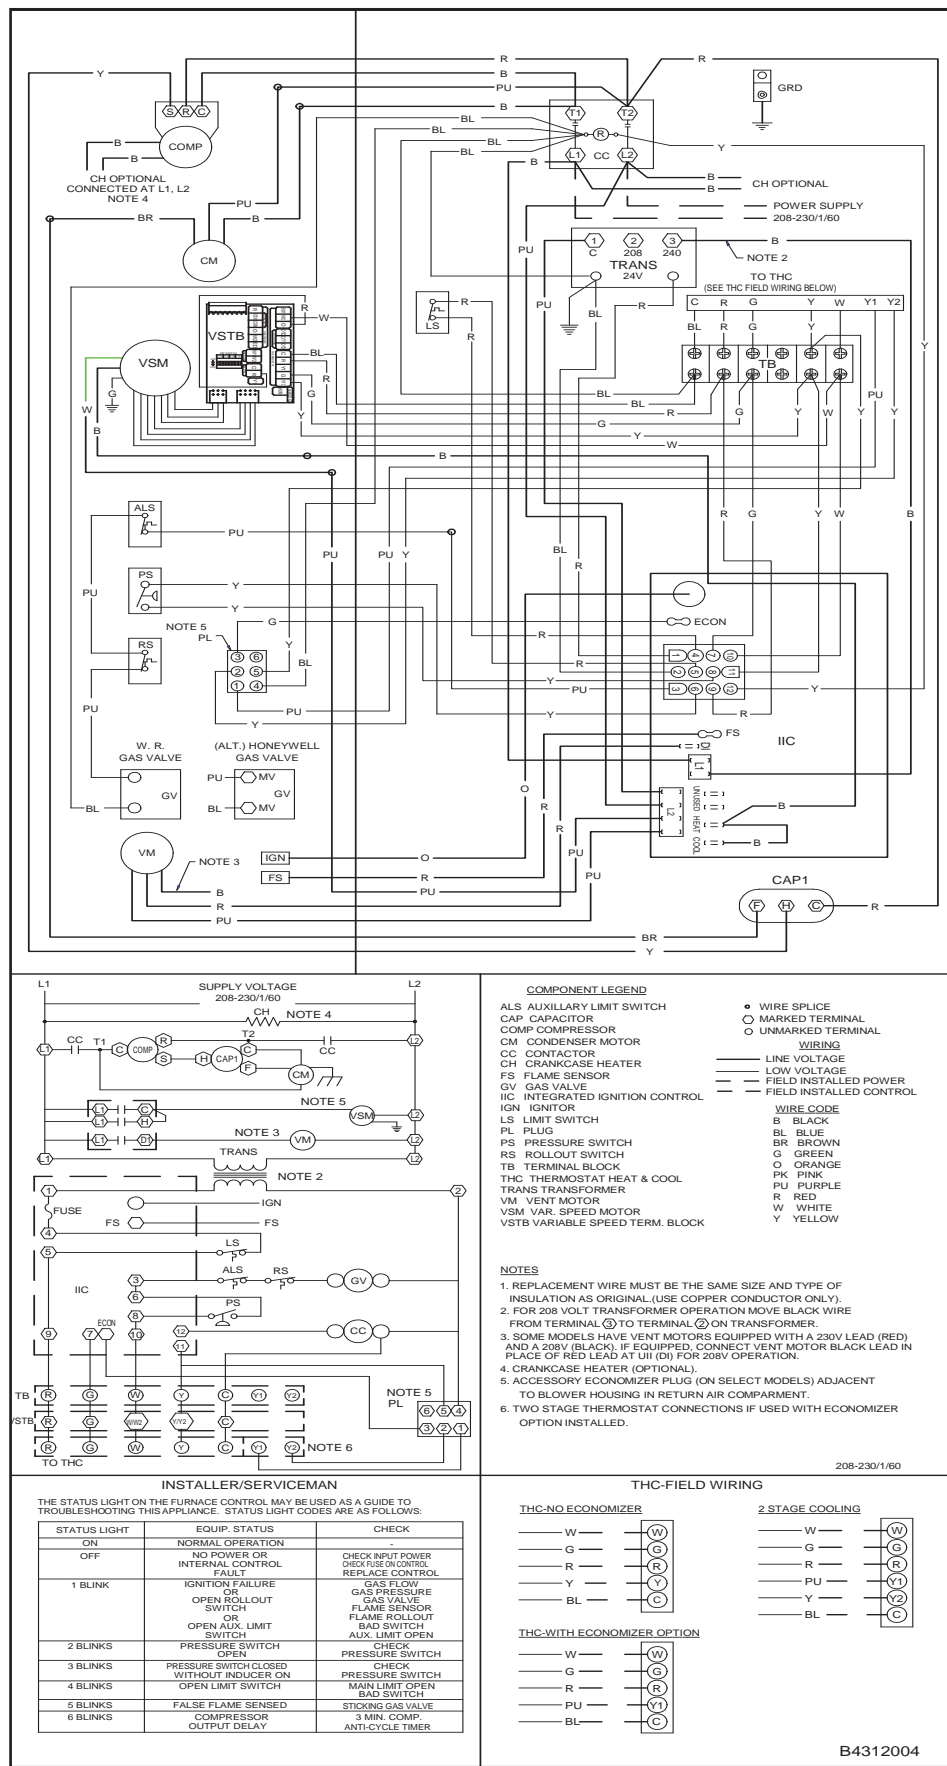 R
B
PU
Y
R
S R C
COMP
B
B
CH OPTIONAL
CONNECTED AT L1, L2
NOTE 4
BR
PU
B
CM
BL
BL
BL
BL
B
T1 T2
R
L1 CC L2
GRD
Y
B
B
CH OPTIONAL
POWER SUPPLY
208-230/1/60
PU
1 2 3
C 208 240
TRANS
24V
B
NOTE 2
TO THC
(SEE THC FIELD WIRING BELOW)
C R G Y W Y1 Y2
BL R G Y W
TB
LS
R
R
BL
R
PU
Y
VSTB
R
W
BL
R
G
Y
VSM
G
W
B
BL
BL
R
G
Y
W
G
Y
W
Y
PU
Y
B
ALS
PU
PU
PU
PU
Y
BL
R
R
G
Y
W
B
PS
Y
Y
NOTE 5
PL
G
ECON
RS
PU
3 6
2 5
1 4
Y
BL
PU
Y
R
R
Y
PU
Y
R
1 4 7 10
2 5 8 11
3 6 9 12
Y
IIC
FS
DI
L1
L2
UNUSED HEAT COOL
B
B
W. R.
GAS VALVE
GV
BL
(ALT.) HONEYWELL
GAS VALVE
PU MV
GV
BL MV
VM
NOTE 3
B
R
PU
IGN
FS
O
R
PU
O
R
R
PU
PU
CAP1
F H C
R
BR
Y
L1
SUPPLY VOLTAGE
208-230/1/60
L2
CH
NOTE 4
L1 CC T1 C COMP R T2 CC L2
S H CAP1 C
F CM
NOTE 5
L1 C
L1 H
VSM L2
L1 D1
NOTE 3
VM L2
TRANS
L1 L2
NOTE 2
1
2
FUSE
IGN
FS FS
4
5
LS
ALS RS
3
6
GV
IIC
PS
8
ECON
9 7 10 12
11
CC
TB R G W Y C Y1 Y2
/STB R G W/W2 Y/Y2 C
R G W Y C Y1 Y2 NOTE 6
TO THC
NOTE 5
PL
6 5 4
3 2 1
COMPONENT LEGEND
ALS AUXILLARY LIMIT SWITCH
CAP CAPACITOR
COMP COMPRESSOR
CM CONDENSER MOTOR
CC CONTACTOR
CH CRANKCASE HEATER
FS FLAME SENSOR
GV GAS VALVE
IIC INTEGRATED IGNITION CONTROL
IGN IGNITOR
LS LIMIT SWITCH
PL PLUG
PS PRESSURE SWITCH
RS ROLLOUT SWITCH
TB TERMINAL BLOCK
THC THERMOSTAT HEAT & COOL
TRANS TRANSFORMER
VM VENT MOTOR
VSM VAR. SPEED MOTOR
VSTB VARIABLE SPEED TERM. BLOCK
WIRE SPLICE
MARKED TERMINAL
UNMARKED TERMINAL
WIRING
LINE VOLTAGE
LOW VOLTAGE
FIELD INSTALLED POWER
FIELD INSTALLED CONTROL
WIRE CODE
B BLACK
BL BLUE
BR BROWN
G GREEN
O ORANGE
PK PINK
PU PURPLE
R RED
W WHITE
Y YELLOW
NOTES
1. REPLACEMENT WIRE MUST BE THE SAME SIZE AND TYPE OF
INSULATION AS ORIGINAL.(USE COPPER CONDUCTOR ONLY).
2. FOR 208 VOLT TRANSFORMER OPERATION MOVE BLACK WIRE
FROM TERMINAL 3 TO TERMINAL 2 ON TRANSFORMER.
3. SOME MODELS HAVE VENT MOTORS EQUIPPED WITH A 230V LEAD (RED)
AND A 208V (BLACK). IF EQUIPPED, CONNECT VENT MOTOR BLACK LEAD IN
PLACE OF RED LEAD AT UII (DI) FOR 208V OPERATION.
4. CRANKCASE HEATER (OPTIONAL).
5. ACCESSORY ECONOMIZER PLUG (ON SELECT MODELS) ADJACENT
TO BLOWER HOUSING IN RETURN AIR COMPARMENT.
6. TWO STAGE THERMOSTAT CONNECTIONS IF USED WITH ECONOMIZER
OPTION INSTALLED.
208-230/1/60
INSTALLER/SERVICEMAN
THE STATUS LIGHT ON THE FURNACE CONTROL MAY BE USED AS A GUIDE TO
TROUBLESHOOTING THIS APPLIANCE. STATUS LIGHT CODES ARE AS FOLLOWS:
STATUS LIGHT EQUIP. STATUS CHECK
ON NORMAL OPERATION -
OFF NO POWER OR CHECK INPUT POWER
INTERNAL CONTROL CHECK FUSE ON CONTROL
FAULT REPLACE CONTROL
1 BLINK IGNITION FAILURE GAS FLOW
OR GAS PRESSURE
OPEN ROLLOUT GAS VALVE
SWITCH FLAME SENSOR
OR FLAME ROLLOUT
OPEN AUX. LIMIT BAD SWITCH
SWITCH AUX. LIMIT OPEN
2 BLINKS PRESSURE SWITCH CHECK
OPEN PRESSURE SWITCH
3 BLINKS PRESSURE SWITCH CLOSED CHECK
WITHOUT INDUCER ON PRESSURE SWITCH
4 BLINKS OPEN LIMIT SWITCH MAIN LIMIT OPEN
BAD SWITCH
5 BLINKS FALSE FLAME SENSED STICKING GAS VALVE
6 BLINKS COMPRESSOR 3 MIN. COMP.
OUTPUT DELAY ANTI-CYCLE TIMER
THC-FIELD WIRING
THC-NO ECONOMIZER
W W
G G
R R
Y Y
BL C
2 STAGE COOLING
W W
G G
R R
PU Y1
Y Y2
BL C
THC-WITH ECONOMIZER OPTION
W W
G G
R R
PU Y1
BL C
B4312004